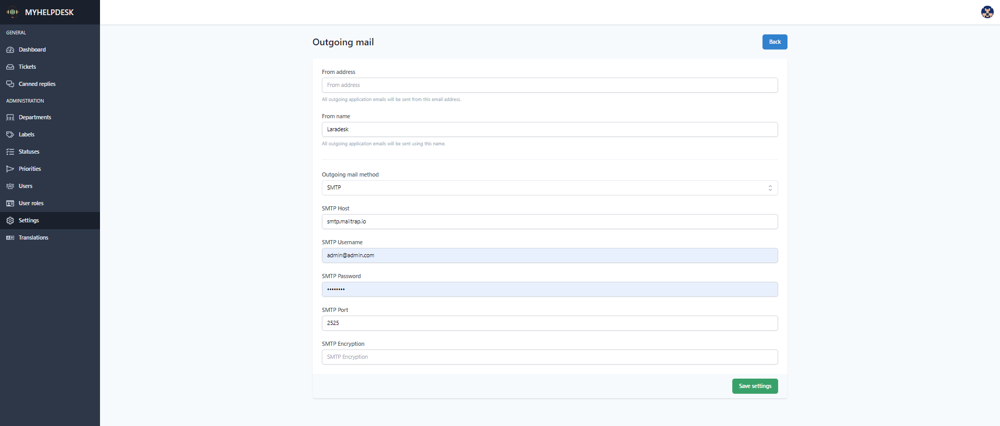 MYHELPDESK
GENERAL
Dashboard
Tickets
Canned replies
ADMINISTRATION
Departments
Labels
Statuses
Priorities
Users
User roles
Settings
Translations
Outgoing mail
Back
From address
From address
All outgoing application emails will be sent from this email address.
From name
Laradesk
All outgoing application emails will be sent using this name.
Outgoing mail method
SMTP
SMTP Host
smtp.mailtrap.io
SMTP Username
admin@admin.com
SMTP Password
••••••••
SMTP Port
2525
SMTP Encryption
SMTP Encryption
Save settings